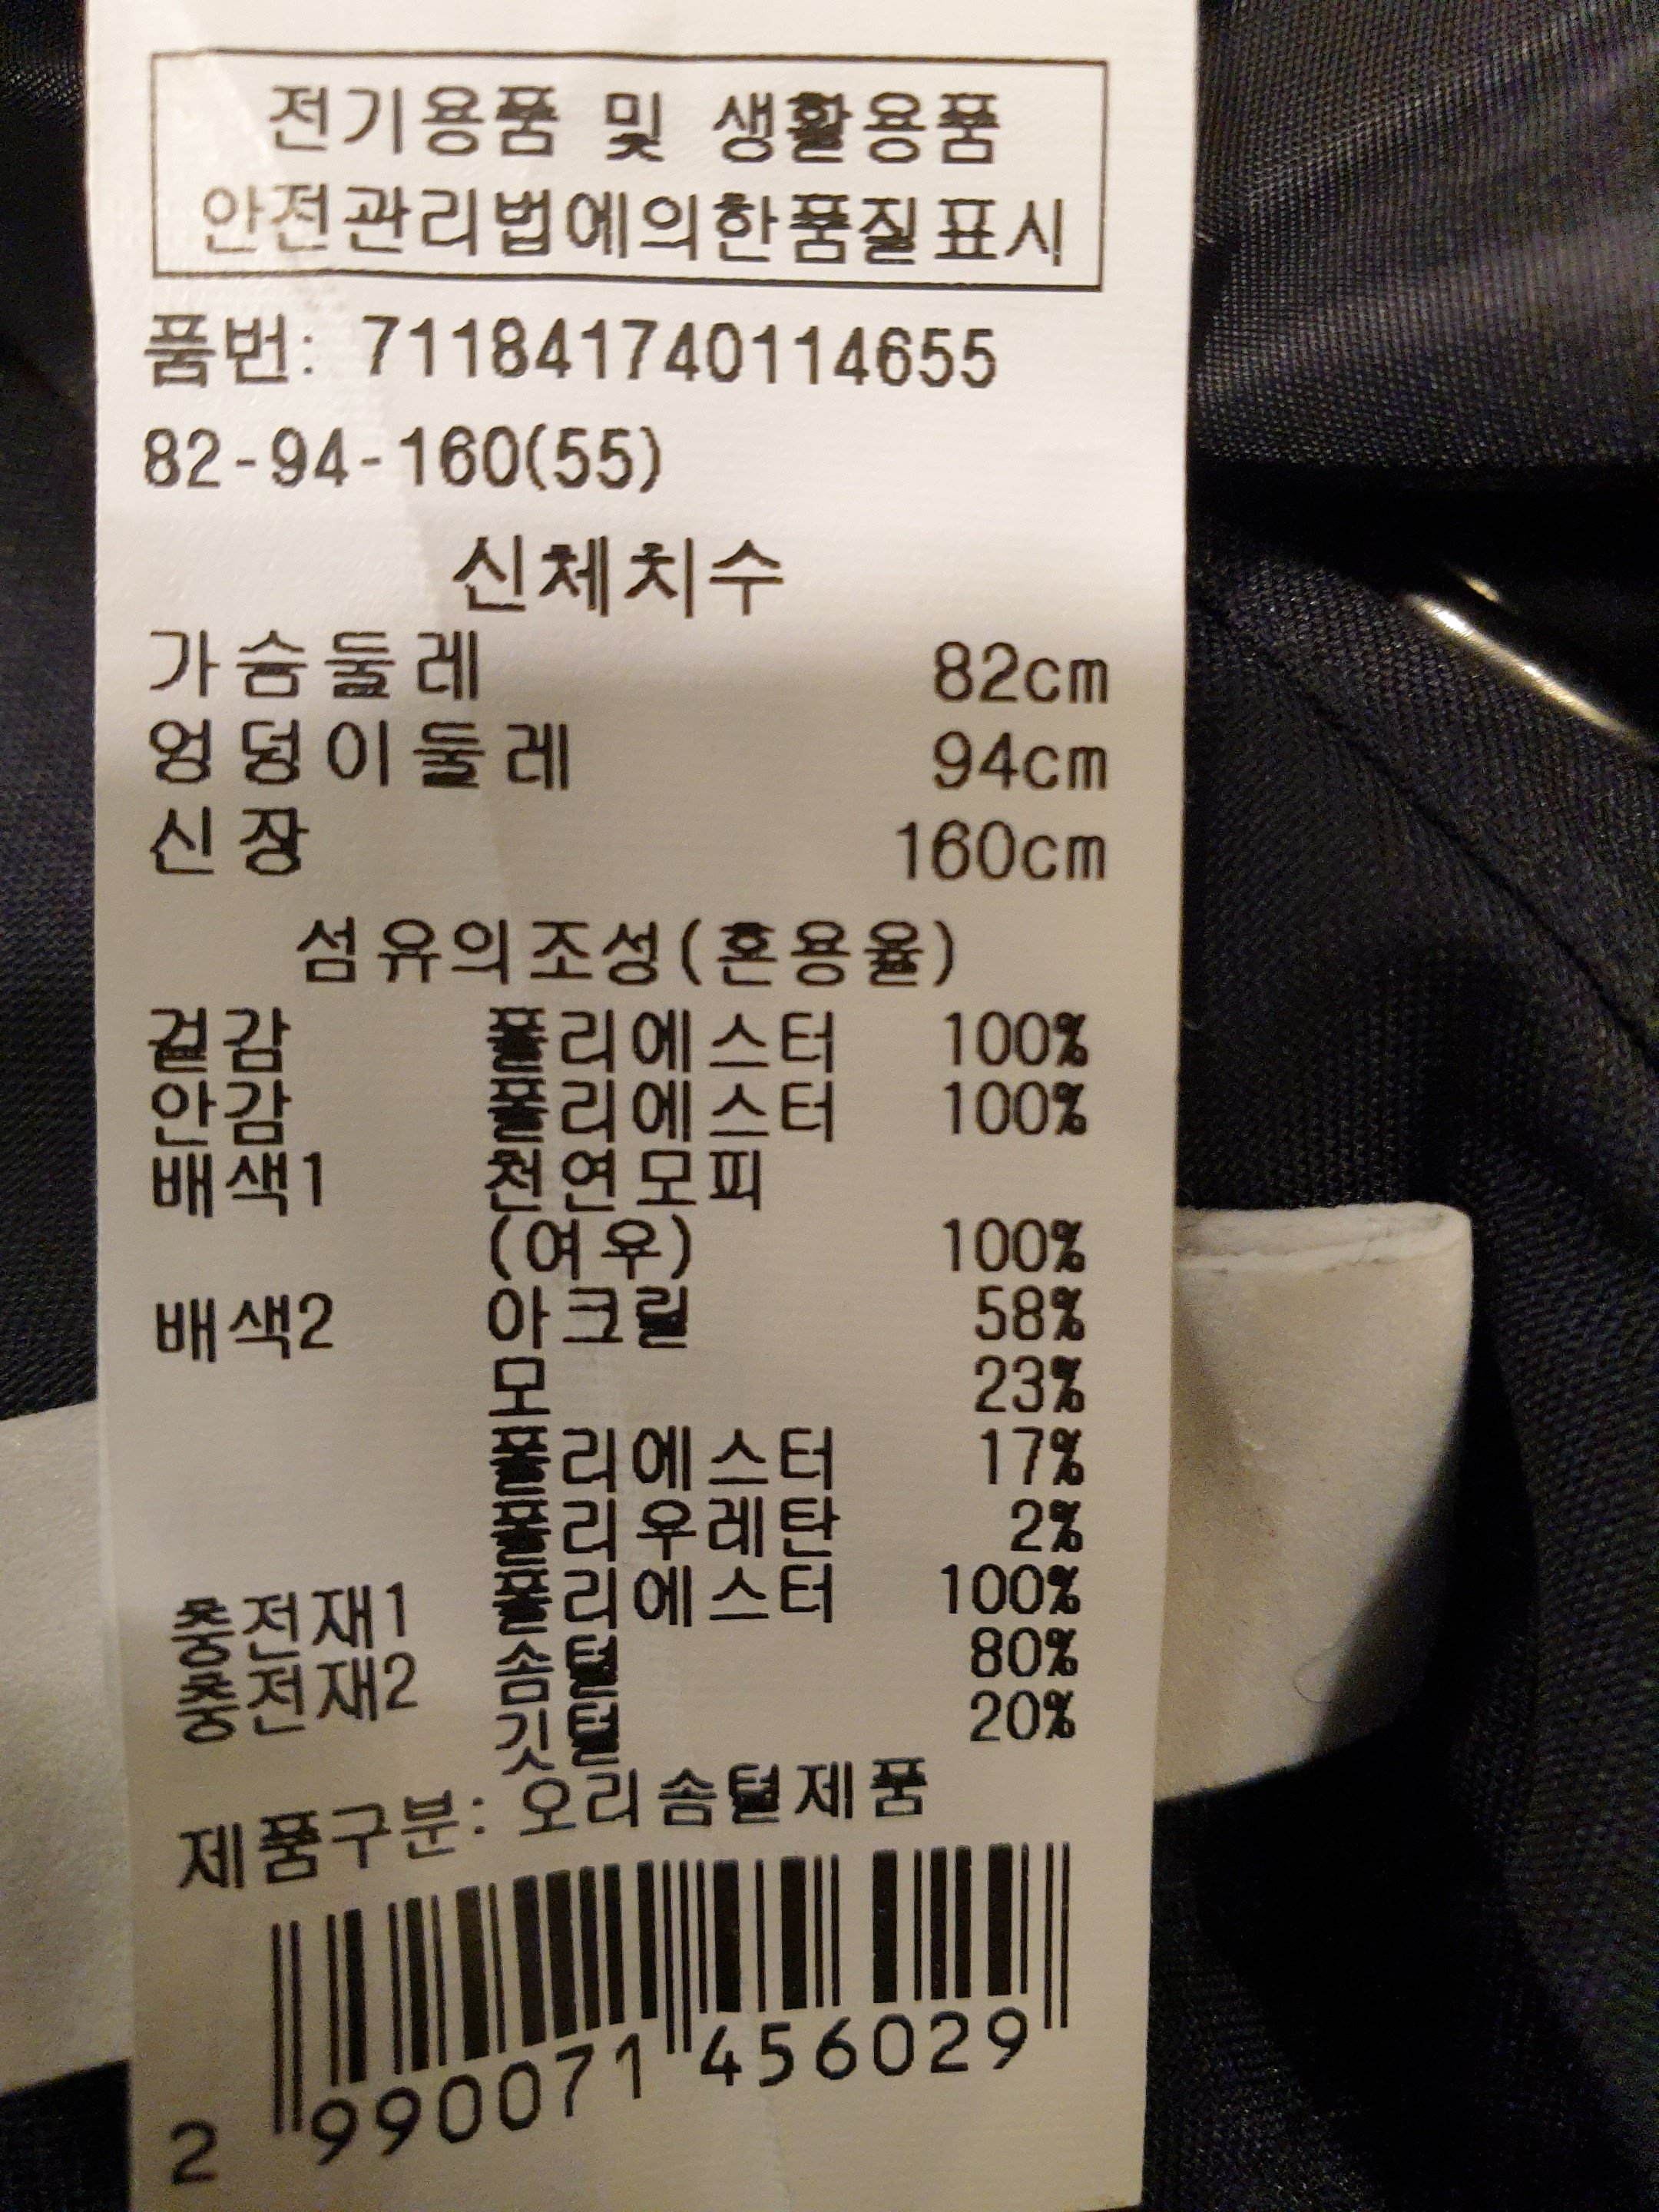 전기용품 및 생활용품
안전관리법에의한품질표시
품번: 711841740114655
82-94-160(55)
신체치수
가슴둘레 82cm
엉덩이둘레 94cm
신장 160cm
섬유의조성(혼용율)
겉감 폴리에스터 100%
안감 폴리에스터 100%
배색1 천연모피
(여우) 100%
배색2 아크릴 58%
모 23%
폴리에스터 17%
폴리우레탄 2%
충전재1 폴리에스터 100%
충전재2 솜털 80%
깃털 20%
제품구분: 오리솜털제품
2 990071 456029